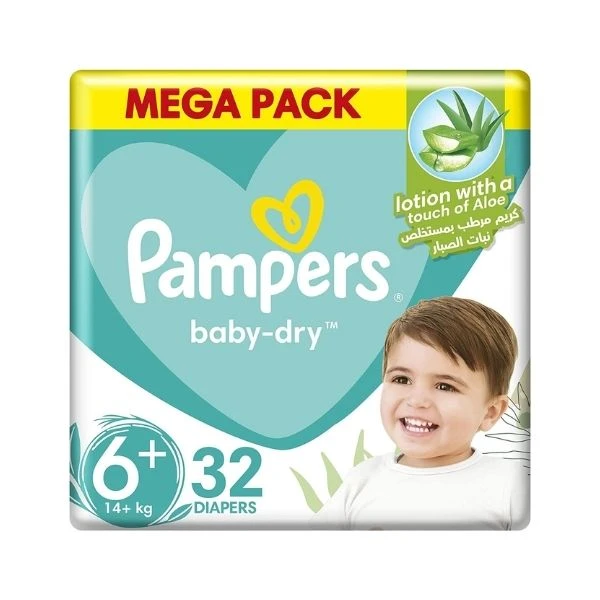 MEGA PACK
lotion with a
touch of Aloe
كريم مرطب بمستخلص
نبات الصبار
Pampers®
baby-dry™
6+
14+ kg
32
DIAPERS